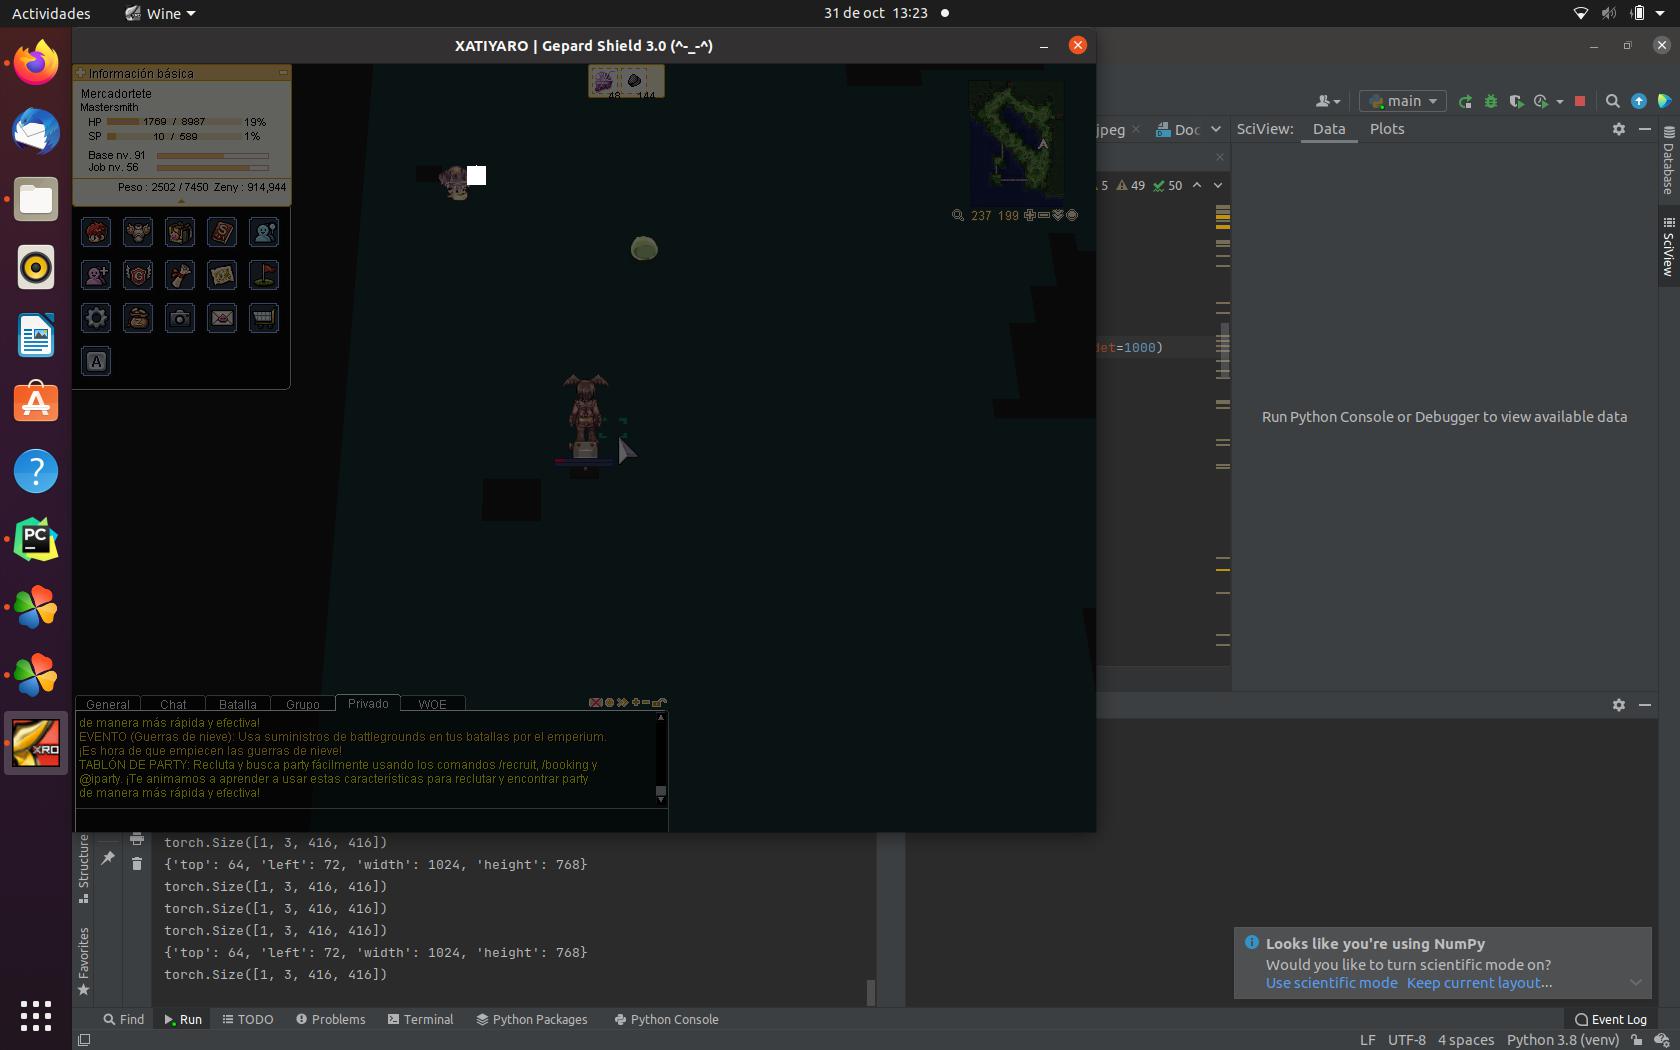 Actividades
Wine
31 de oct 13:23
XATIYARO | Gepard Shield 3.0 (^-_-^)
Información básica
Mercadortete
Mastersmith
HP 1769 / 8987 19%
SP 10 / 589 1%
Base nv. 91
Job nv. 56
Peso : 2502 / 7450 Zeny : 914,944
48 144
237 199
A
General Chat Batalla Grupo Privado WOE
de manera más rápida y efectiva!
EVENTO (Guerras de nieve): Usa suministros de battlegrounds en tus batallas por el emperium.
¡Es hora de que empiecen las guerras de nieve!
TABLÓN DE PARTY: Recluta y busca party fácilmente usando los comandos /recruit, /booking y
@iparty. ¡Te animamos a aprender a usar estas características para reclutar y encontrar party
de manera más rápida y efectiva!
main
jpeg Doc
SciView: Data Plots
5 49 50
det=1000)
Run Python Console or Debugger to view available data
Database
SciView
PC
XRO
Structure
Favorites
torch.Size([1, 3, 416, 416])
{'top': 64, 'left': 72, 'width': 1024, 'height': 768}
torch.Size([1, 3, 416, 416])
torch.Size([1, 3, 416, 416])
torch.Size([1, 3, 416, 416])
{'top': 64, 'left': 72, 'width': 1024, 'height': 768}
torch.Size([1, 3, 416, 416])
Looks like you're using NumPy
Would you like to turn scientific mode on?
Use scientific mode Keep current layout...
Find Run TODO Problems Terminal Python Packages Python Console
Event Log
LF UTF-8 4 spaces Python 3.8 (venv)